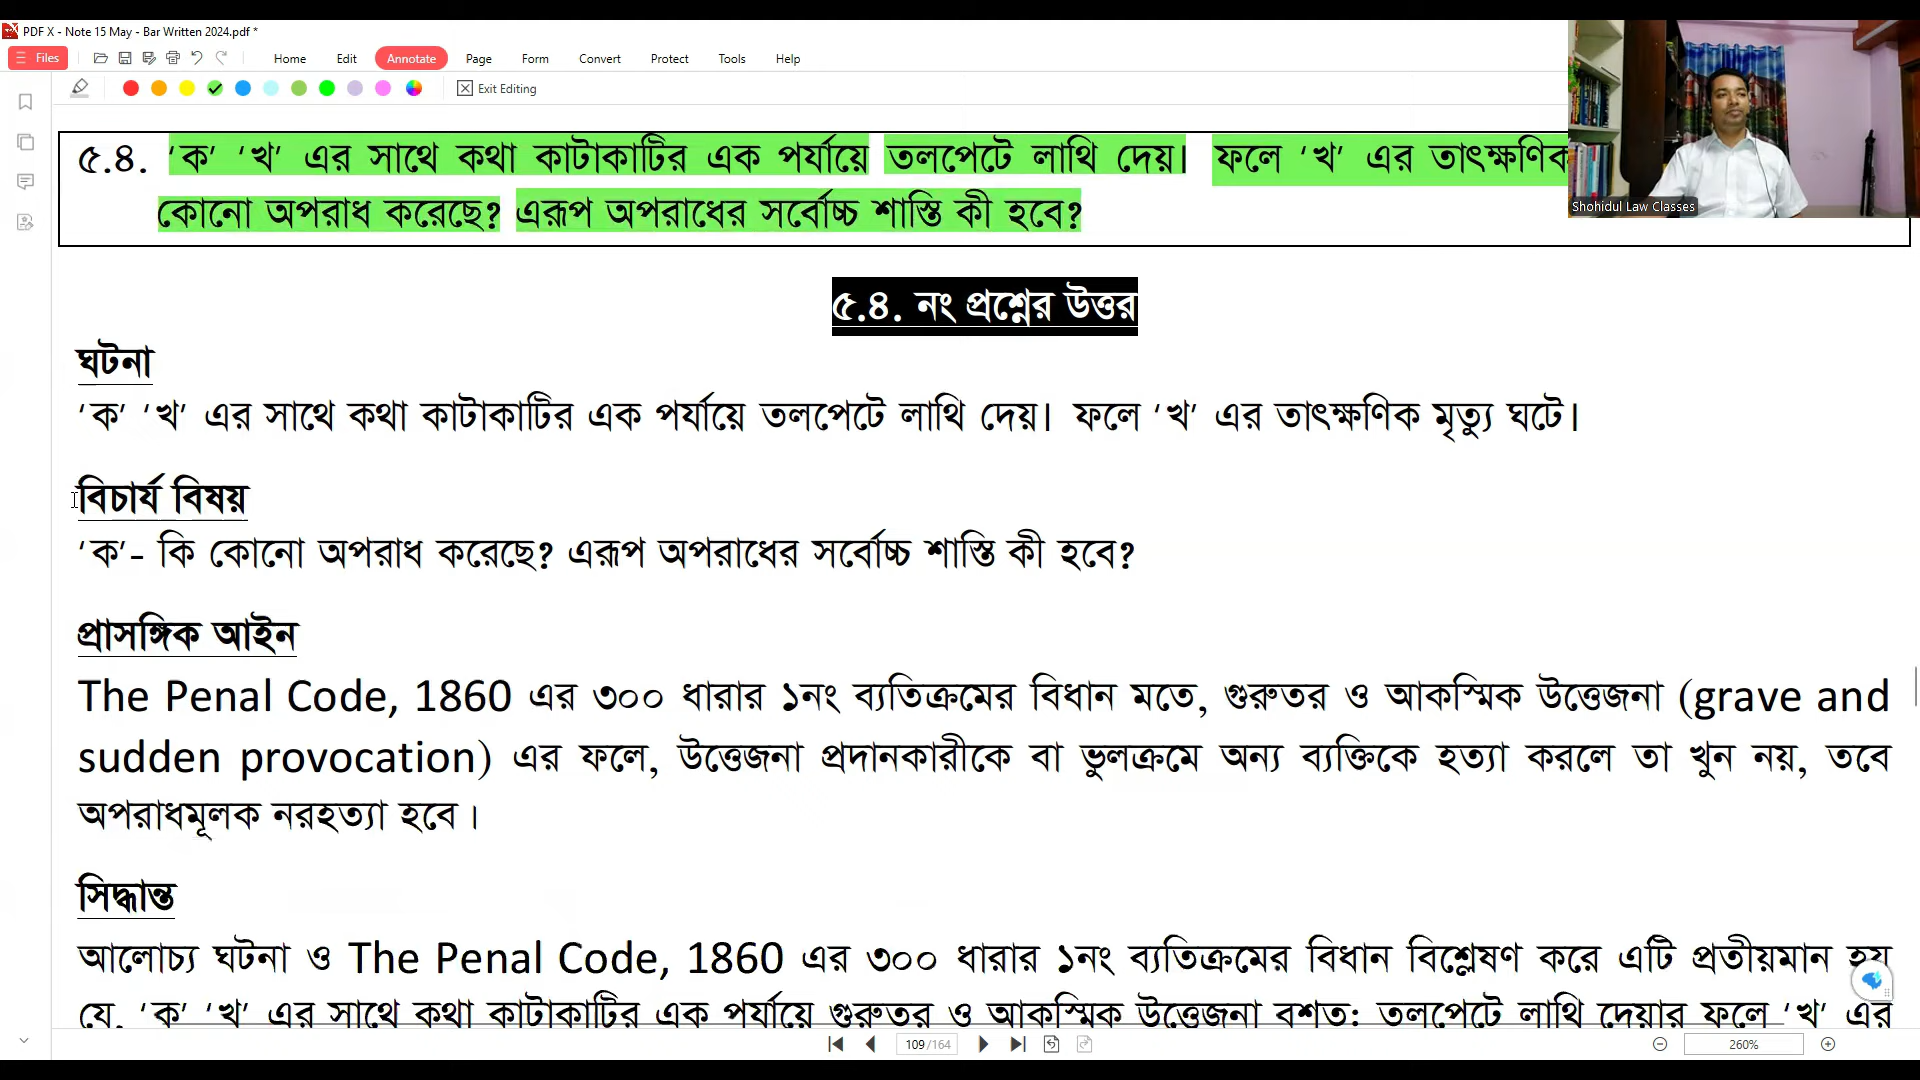 PDF X - Note 15 May - Bar Written 2024.pdf *
Files Home Edit Annotate Page Form Convert Protect Tools Help
Exit Editing
৫.৪. ‘ক’ ‘খ’ এর সাথে কথা কাটাকাটির এক পর্যায়ে তলপেটে লাথি দেয়। ফলে ‘খ’ এর তাৎক্ষণিক
কোনো অপরাধ করেছে? এরূপ অপরাধের সর্বোচ্চ শাস্তি কী হবে?
Shohidul Law Classes
৫.৪. নং প্রশ্নের উত্তর
ঘটনা
‘ক’ ‘খ’ এর সাথে কথা কাটাকাটির এক পর্যায়ে তলপেটে লাথি দেয়। ফলে ‘খ’ এর তাৎক্ষণিক মৃত্যু ঘটে।
বিচার্য বিষয়
‘ক’- কি কোনো অপরাধ করেছে? এরূপ অপরাধের সর্বোচ্চ শাস্তি কী হবে?
প্রাসঙ্গিক আইন
The Penal Code, 1860 এর ৩০০ ধারার ১নং ব্যতিক্রমের বিধান মতে, গুরুতর ও আকস্মিক উত্তেজনা (grave and
sudden provocation) এর ফলে, উত্তেজনা প্রদানকারীকে বা ভুলক্রমে অন্য ব্যক্তিকে হত্যা করলে তা খুন নয়, তবে
অপরাধমূলক নরহত্যা হবে।
সিদ্ধান্ত
আলোচ্য ঘটনা ও The Penal Code, 1860 এর ৩০০ ধারার ১নং ব্যতিক্রমের বিধান বিশ্লেষণ করে এটি প্রতীয়মান হয়
যে, ‘ক’ ‘খ’ এর সাথে কথা কাটাকাটির এক পর্যায়ে গুরুতর ও আকস্মিক উত্তেজনা বশত: তলপেটে লাথি দেয়ার ফলে ‘খ’ এর
109 /164
260%